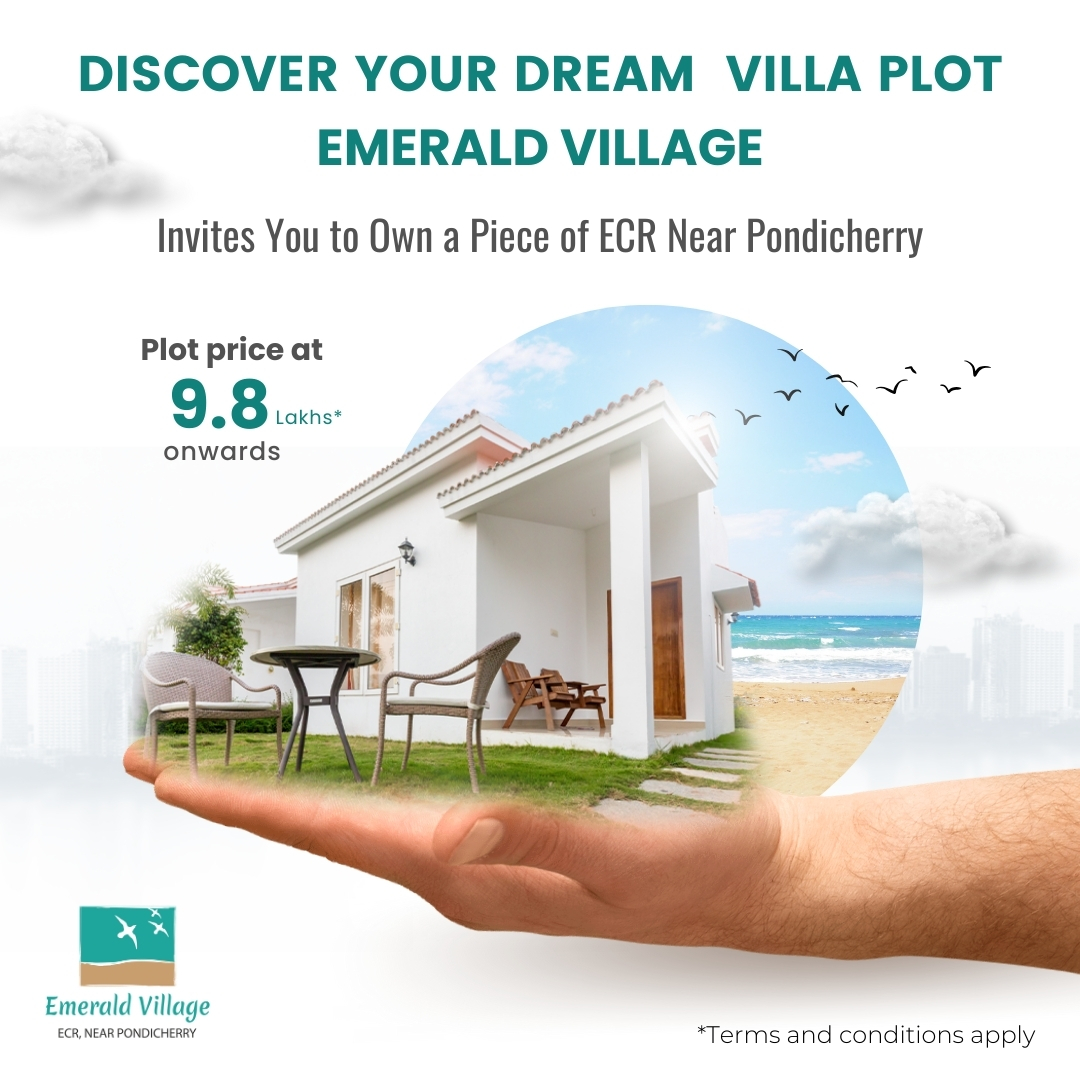 DISCOVER YOUR DREAM VILLA PLOT
EMERALD VILLAGE
Invites You to Own a Piece of ECR Near Pondicherry
Plot price at
9.8 Lakhs*
onwards
Emerald Village
ECR, NEAR PONDICHERRY
*Terms and conditions apply